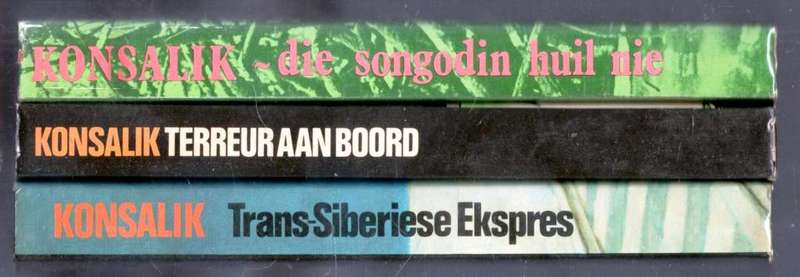 KONSALIK ~ die songodin huil nie
KONSALIK TERREUR AAN BOORD
KONSALIK Trans-Siberiese Ekspres